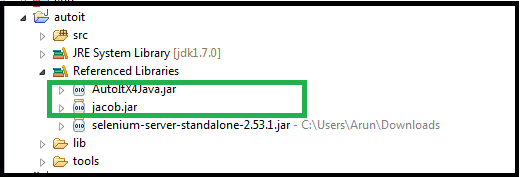 autoit
src
JRE System Library [jdk1.7.0]
Referenced Libraries
AutoItX4Java.jar
jacob.jar
selenium-server-standalone-2.53.1.jar - C:\Users\Arun\Downloads
lib
tools